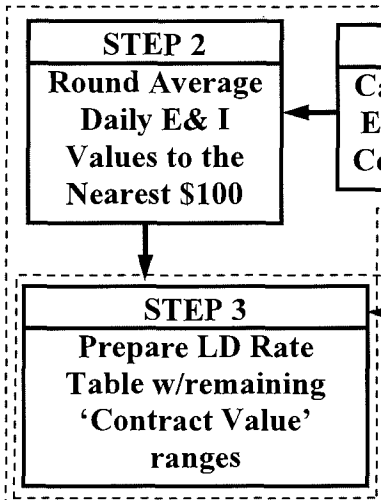 STEP 2
Round Average
Daily E& I
Values to the
Nearest $100
STEP 3
Prepare LD Rate
Table w/remaining
‘Contract Value’
ranges